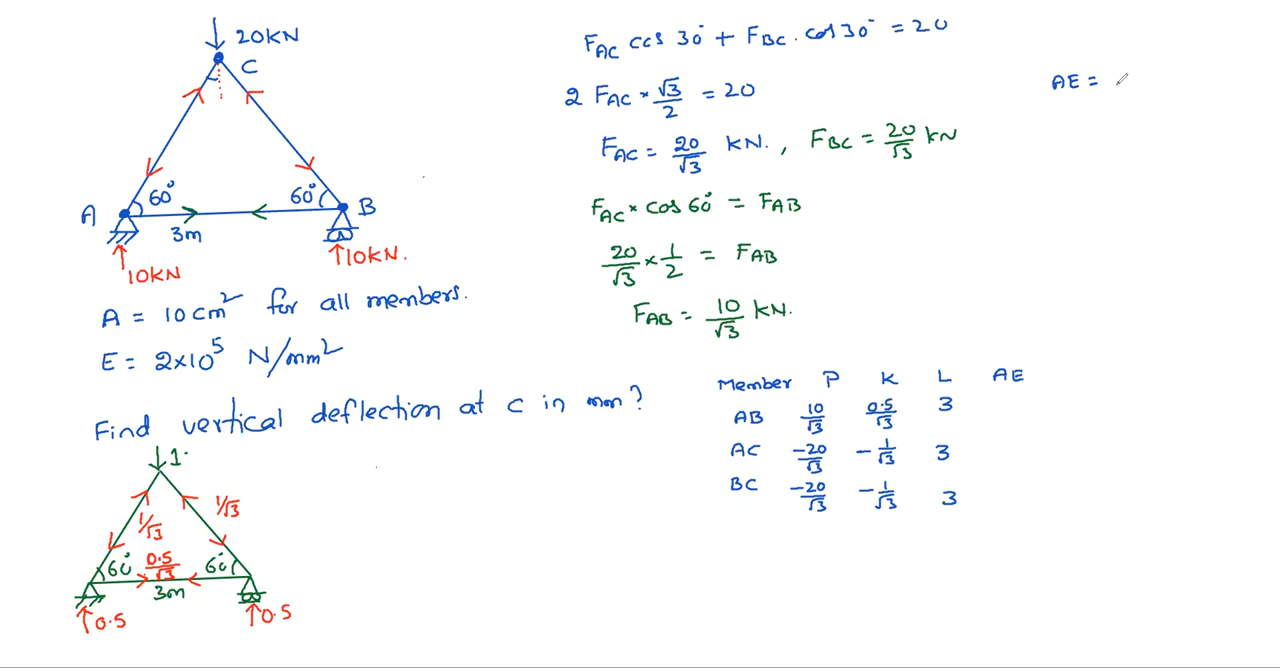 20KN
C
60° 60°
A B
3m
10KN 10KN.
A = 10cm² for all members.
E = 2×10⁵ N/mm²
Find vertical deflection at C in mm?
1·
1/√3 1/√3
60° 0.5/√3 60°
3m
0.5 0.5
F_AC cos 30° + F_BC . cos 30° = 20
2 F_AC × √3/2 = 20
F_AC = 20/√3 KN. , F_BC = 20/√3 KN
F_AC × cos 60° = F_AB
20/√3 × 1/2 = F_AB
F_AB = 10/√3 KN.
AE =
Member P K L AE
AB 10/√3 0.5/√3 3
AC -20/√3 -1/√3 3
BC -20/√3 -1/√3 3